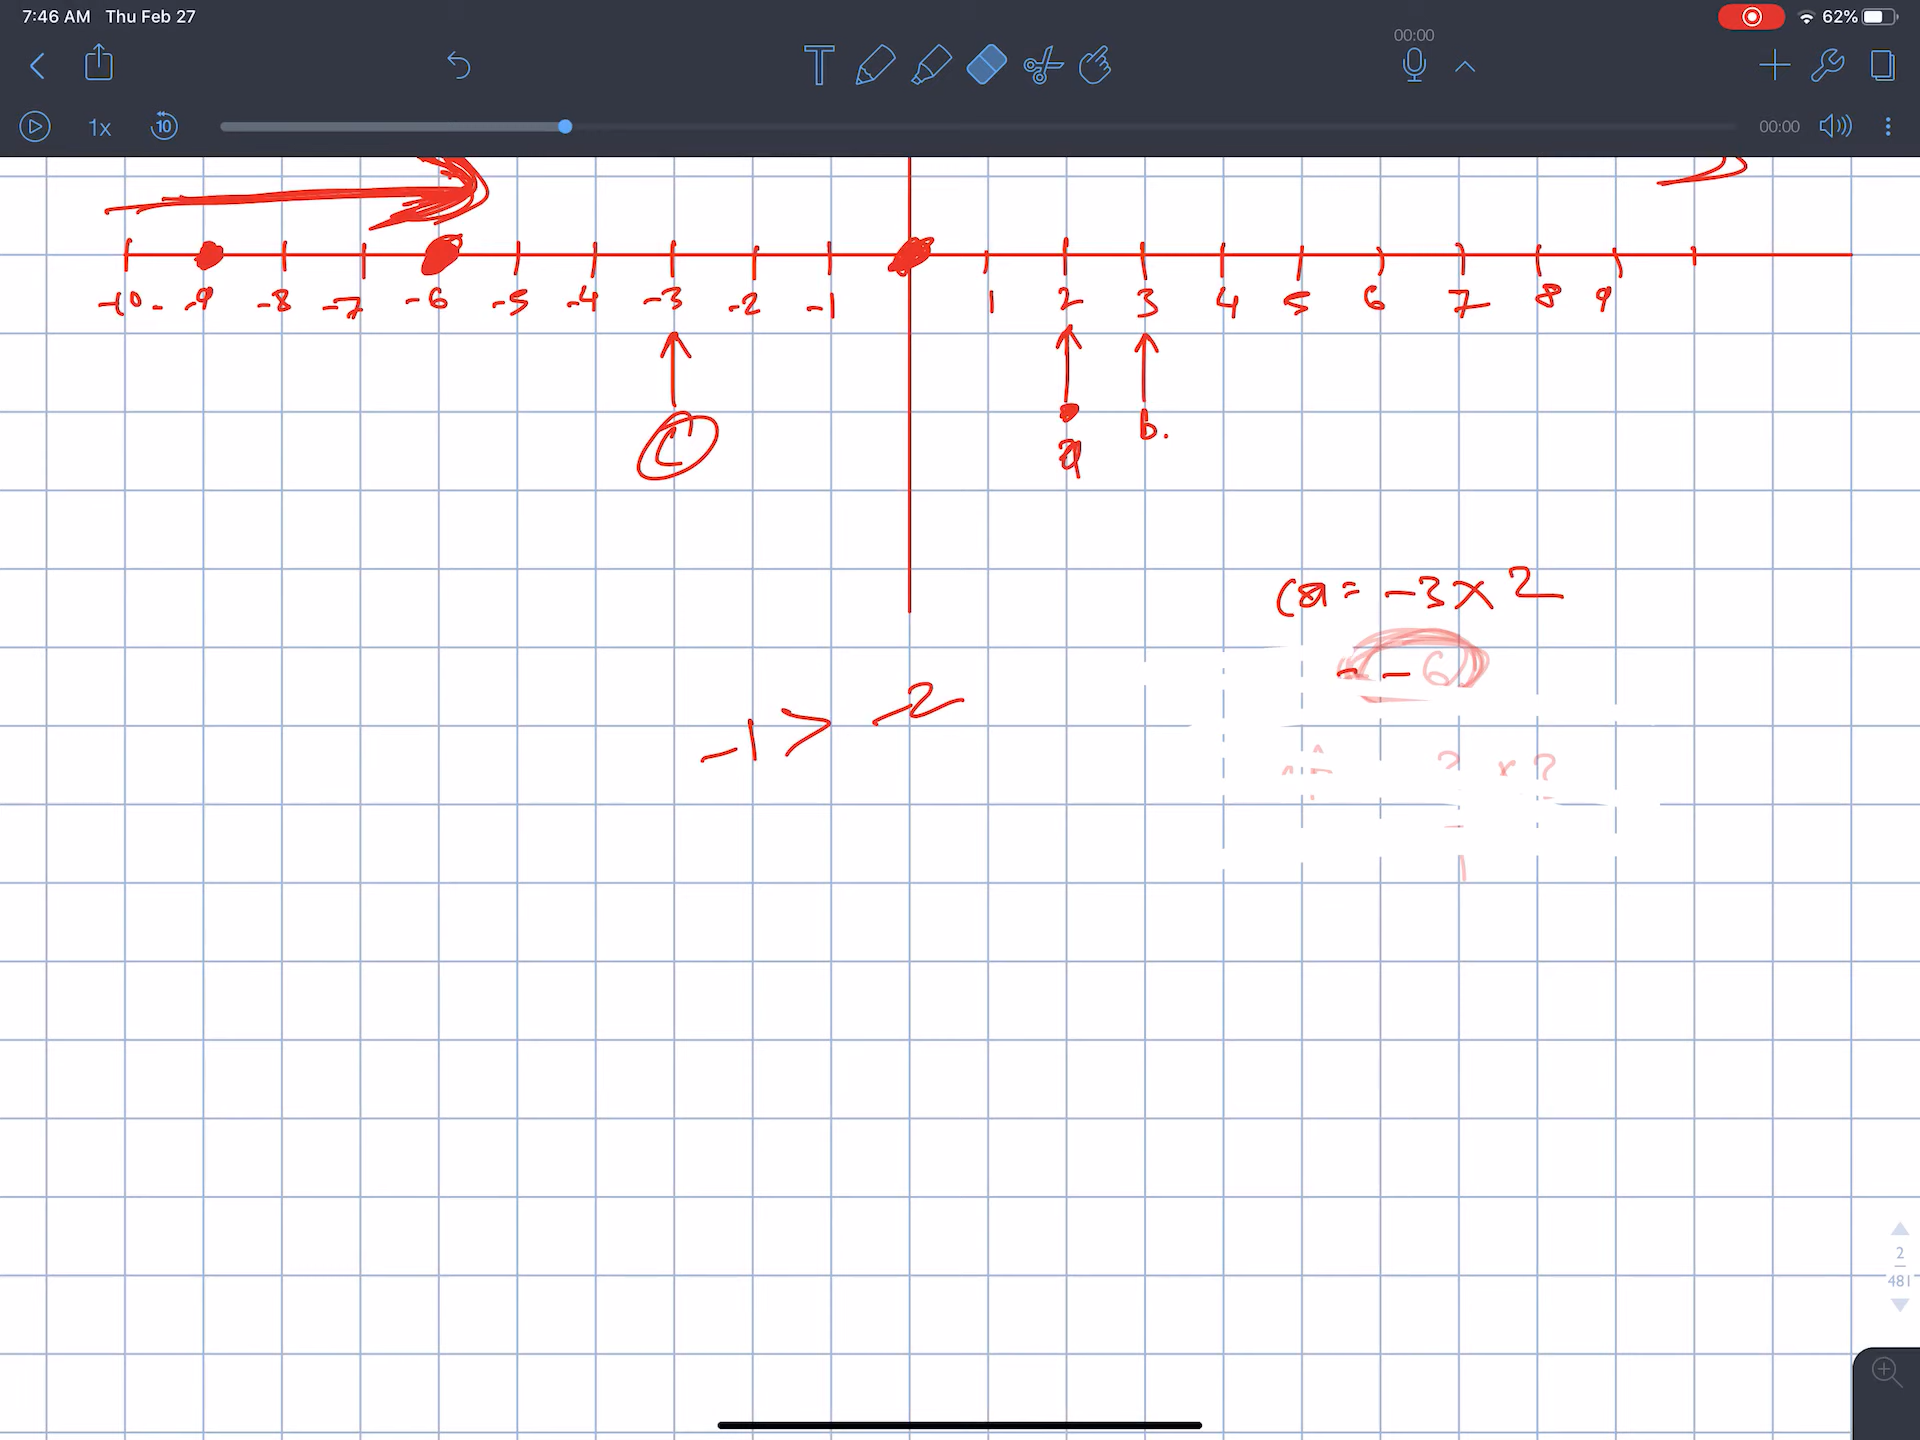 7:46 AM Thu Feb 27
62%
00:00
1x
10
00:00
-10 -9 -8 -7 -6 -5 -4 -3 -2 -1 1 2 3 4 5 6 7 8 9
C
a
b.
ca = -3 x 2
= -6
-1 > -2
2
481